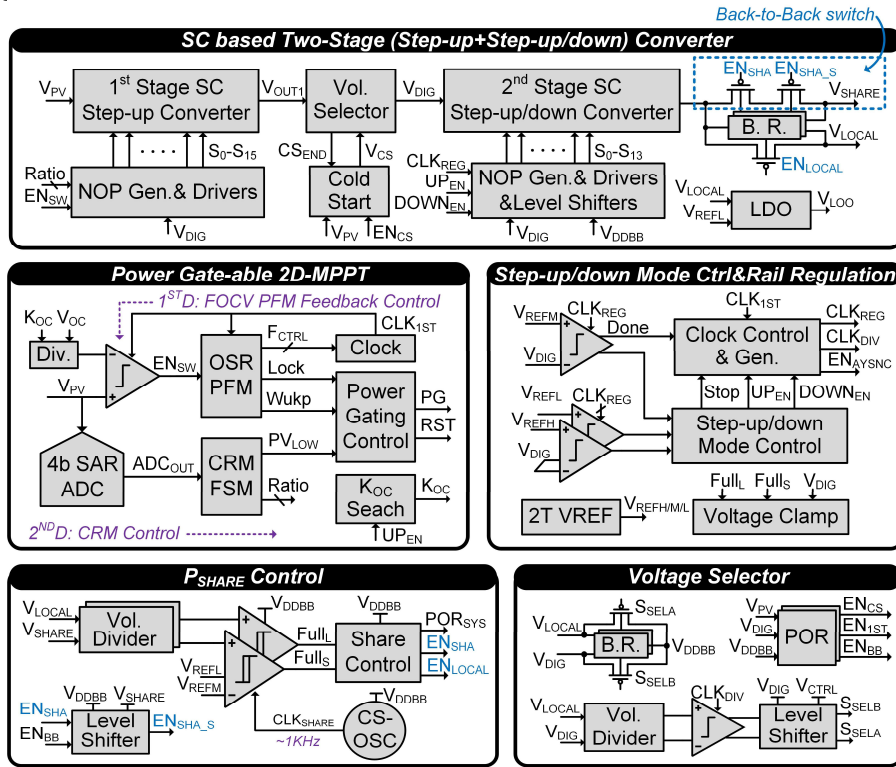 Back-to-Back switch
SC based Two-Stage (Step-up+Step-up/down) Converter
V_PV
1st Stage SC
Step-up Converter
V_OUT1
Vol.
Selector
V_DIG
2nd Stage SC
Step-up/down Converter
EN_SHA EN_SHA_S
V_SHARE
B. R.
V_LOCAL
EN_LOCAL
S_0-S_15
CS_END
V_CS
S_0-S_13
Ratio
EN_SW
NOP Gen.& Drivers
V_DIG
Cold
Start
V_PV EN_CS
CLK_REG
UP_EN
DOWN_EN
NOP Gen.& Drivers
&Level Shifters
V_DIG V_DDBB
V_LOCAL
V_REFL
LDO
V_LOO
Power Gate-able 2D-MPPT
1ST D: FOCV PFM Feedback Control
K_OC V_OC
Div.
V_PV
EN_SW
OSR
PFM
F_CTRL
CLK_1ST
Clock
Lock
Wukp
Power
Gating
Control
PG
RST
4b SAR
ADC
ADC_OUT
CRM
FSM
PV_LOW
Ratio
K_OC
Seach
K_OC
UP_EN
2ND D: CRM Control
Step-up/down Mode Ctrl&Rail Regulation
V_REFM
V_DIG
CLK_REG
Done
CLK_1ST
Clock Control
& Gen.
CLK_REG
CLK_DIV
EN_AYSNC
Stop UP_EN DOWN_EN
V_REFL
V_REFH
V_DIG
CLK_REG
Step-up/down
Mode Control
2T VREF
V_REFH/M/L
Full_L Full_S V_DIG
Voltage Clamp
P_SHARE Control
V_LOCAL
V_SHARE
Vol.
Divider
V_DDBB
V_REFL
V_REFM
Full_L
Full_S
V_DDBB
Share
Control
POR_SYS
EN_SHA
EN_LOCAL
V_DDBB V_SHARE
EN_SHA
EN_BB
Level
Shifter
EN_SHA_S
CLK_SHARE
~1KHz
V_DDBB
CS-
OSC
Voltage Selector
S_SELA
V_LOCAL
V_DIG
B.R.
V_DDBB
S_SELB
V_PV
V_DIG
V_DDBB
POR
EN_CS
EN_1ST
EN_BB
V_LOCAL
V_DIG
Vol.
Divider
CLK_DIV
V_DIG V_CTRL
Level
Shifter
S_SELB
S_SELA